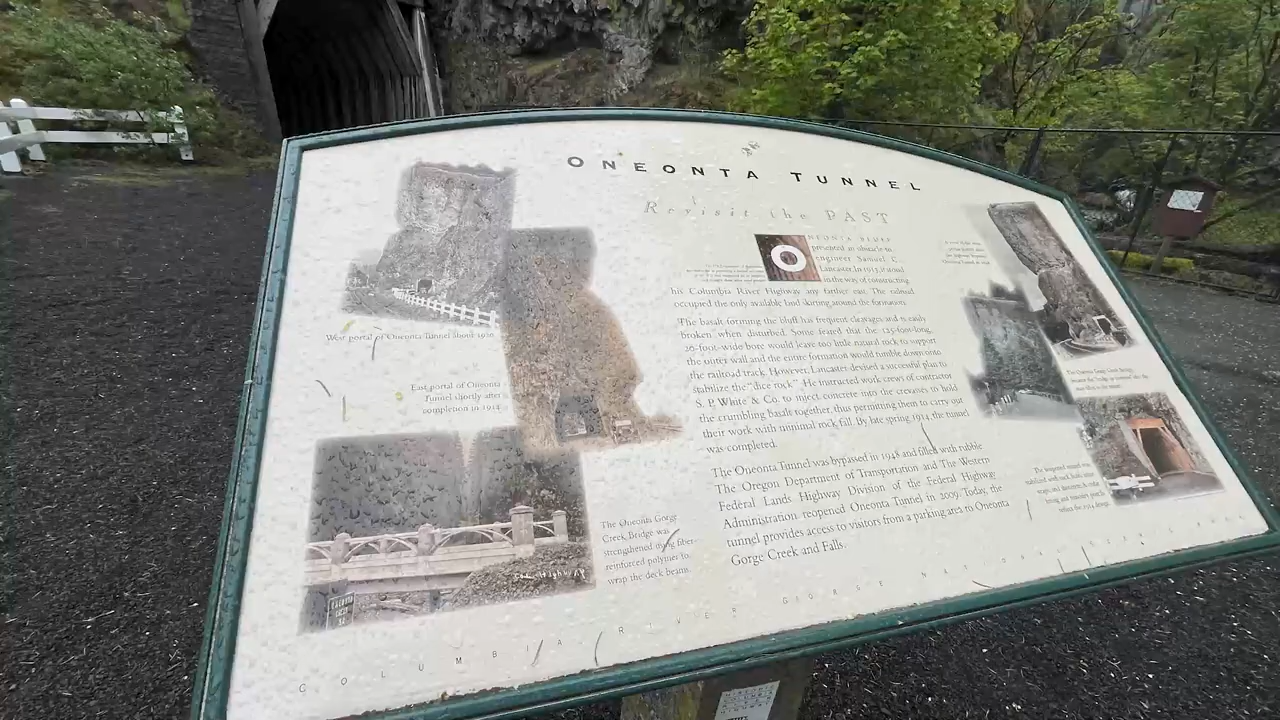 ONEONTA TUNNEL
Revisit the PAST
ONEONTA BLUFF
presented an obstacle to
engineer Samuel C.
Lancaster. In 1913 it stood
in the way of constructing
his Columbia River Highway any farther east. The railroad
occupied the only available land skirting around the formation.
The basalt forming the bluff has frequent cleavages and is easily
broken when disturbed. Some feared that the 125-foot-long,
20-foot-wide bore would leave too little natural rock to support
the outer wall and the entire formation would tumble down onto
the railroad track. However, Lancaster devised a successful plan to
stabilize the "dice rock." He instructed work crews of contractor
S. P. White & Co. to inject concrete into the crevasses to hold
the crumbling basalt together, thus permitting them to carry out
their work with minimal rock fall. By late spring 1914 the tunnel
was completed.
The Oneonta Tunnel was bypassed in 1948 and filled with rubble.
The Oregon Department of Transportation and The Western
Federal Lands Highway Division of the Federal Highway
Administration reopened Oneonta Tunnel in 2009. Today, the
tunnel provides access to visitors from a parking area to Oneonta
Gorge Creek and Falls.
West portal of Oneonta Tunnel about 1920
East portal of Oneonta
Tunnel shortly after
completion in 1914
The Oneonta Gorge
Creek Bridge was
strengthened using fiber-
reinforced polymer to
wrap the deck beams.
COLUMBIA RIVER GORGE